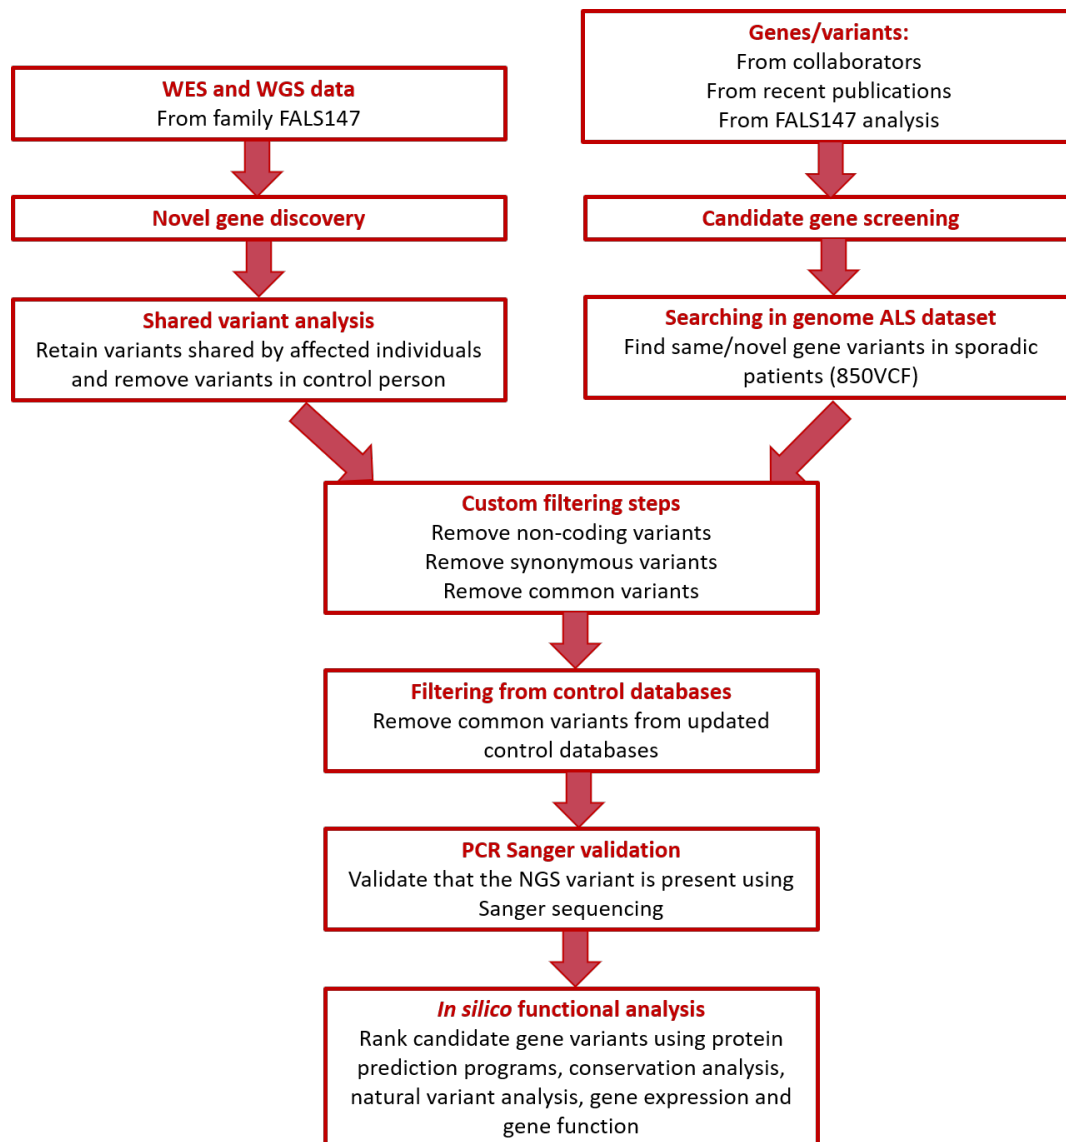 WES and WGS data
From family FALS147
Genes/variants:
From collaborators
From recent publications
From FALS147 analysis
Novel gene discovery
Candidate gene screening
Shared variant analysis
Retain variants shared by affected individuals
and remove variants in control person
Searching in genome ALS dataset
Find same/novel gene variants in sporadic
patients (850VCF)
Custom filtering steps
Remove non-coding variants
Remove synonymous variants
Remove common variants
Filtering from control databases
Remove common variants from updated
control databases
PCR Sanger validation
Validate that the NGS variant is present using
Sanger sequencing
In silico functional analysis
Rank candidate gene variants using protein
prediction programs, conservation analysis,
natural variant analysis, gene expression and
gene function